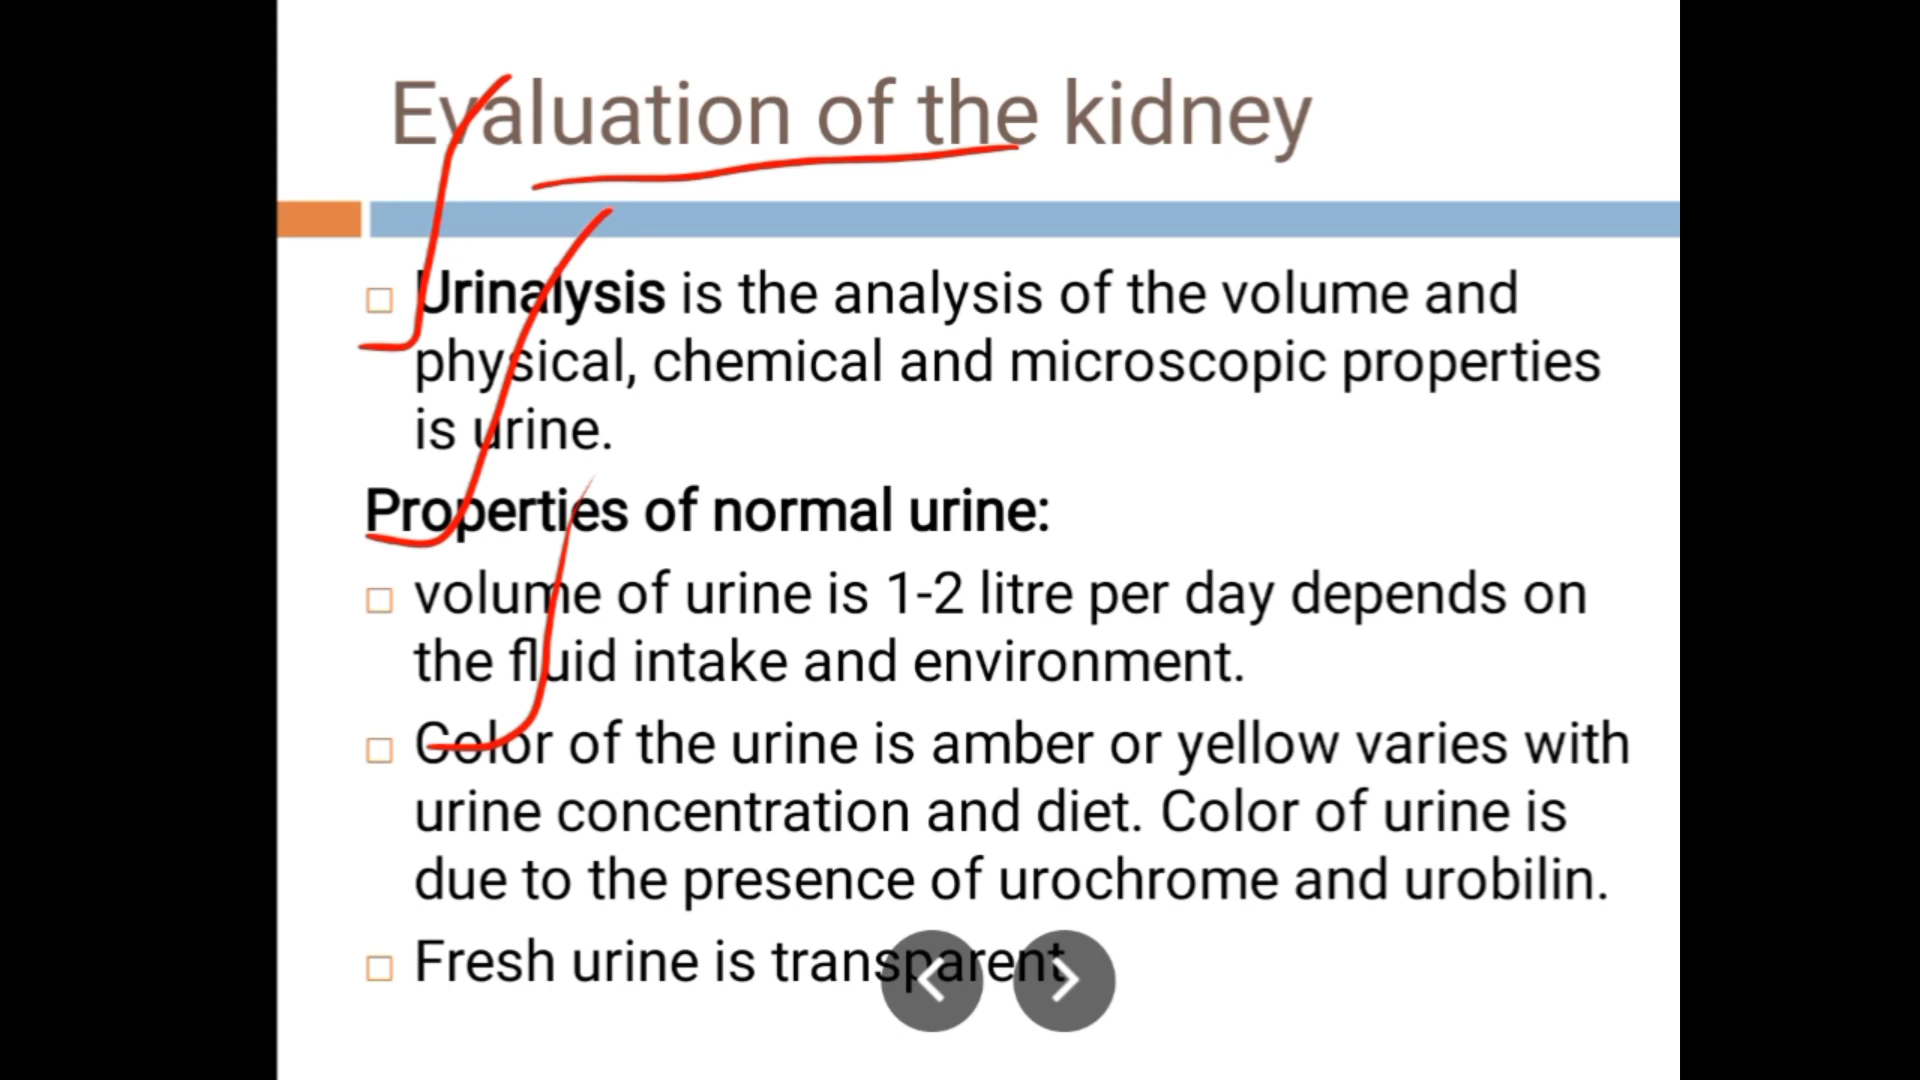 Evaluation of the kidney
Urinalysis is the analysis of the volume and
physical, chemical and microscopic properties
is urine.
Properties of normal urine:
volume of urine is 1-2 litre per day depends on
the fluid intake and environment.
Color of the urine is amber or yellow varies with
urine concentration and diet. Color of urine is
due to the presence of urochrome and urobilin.
Fresh urine is transparent